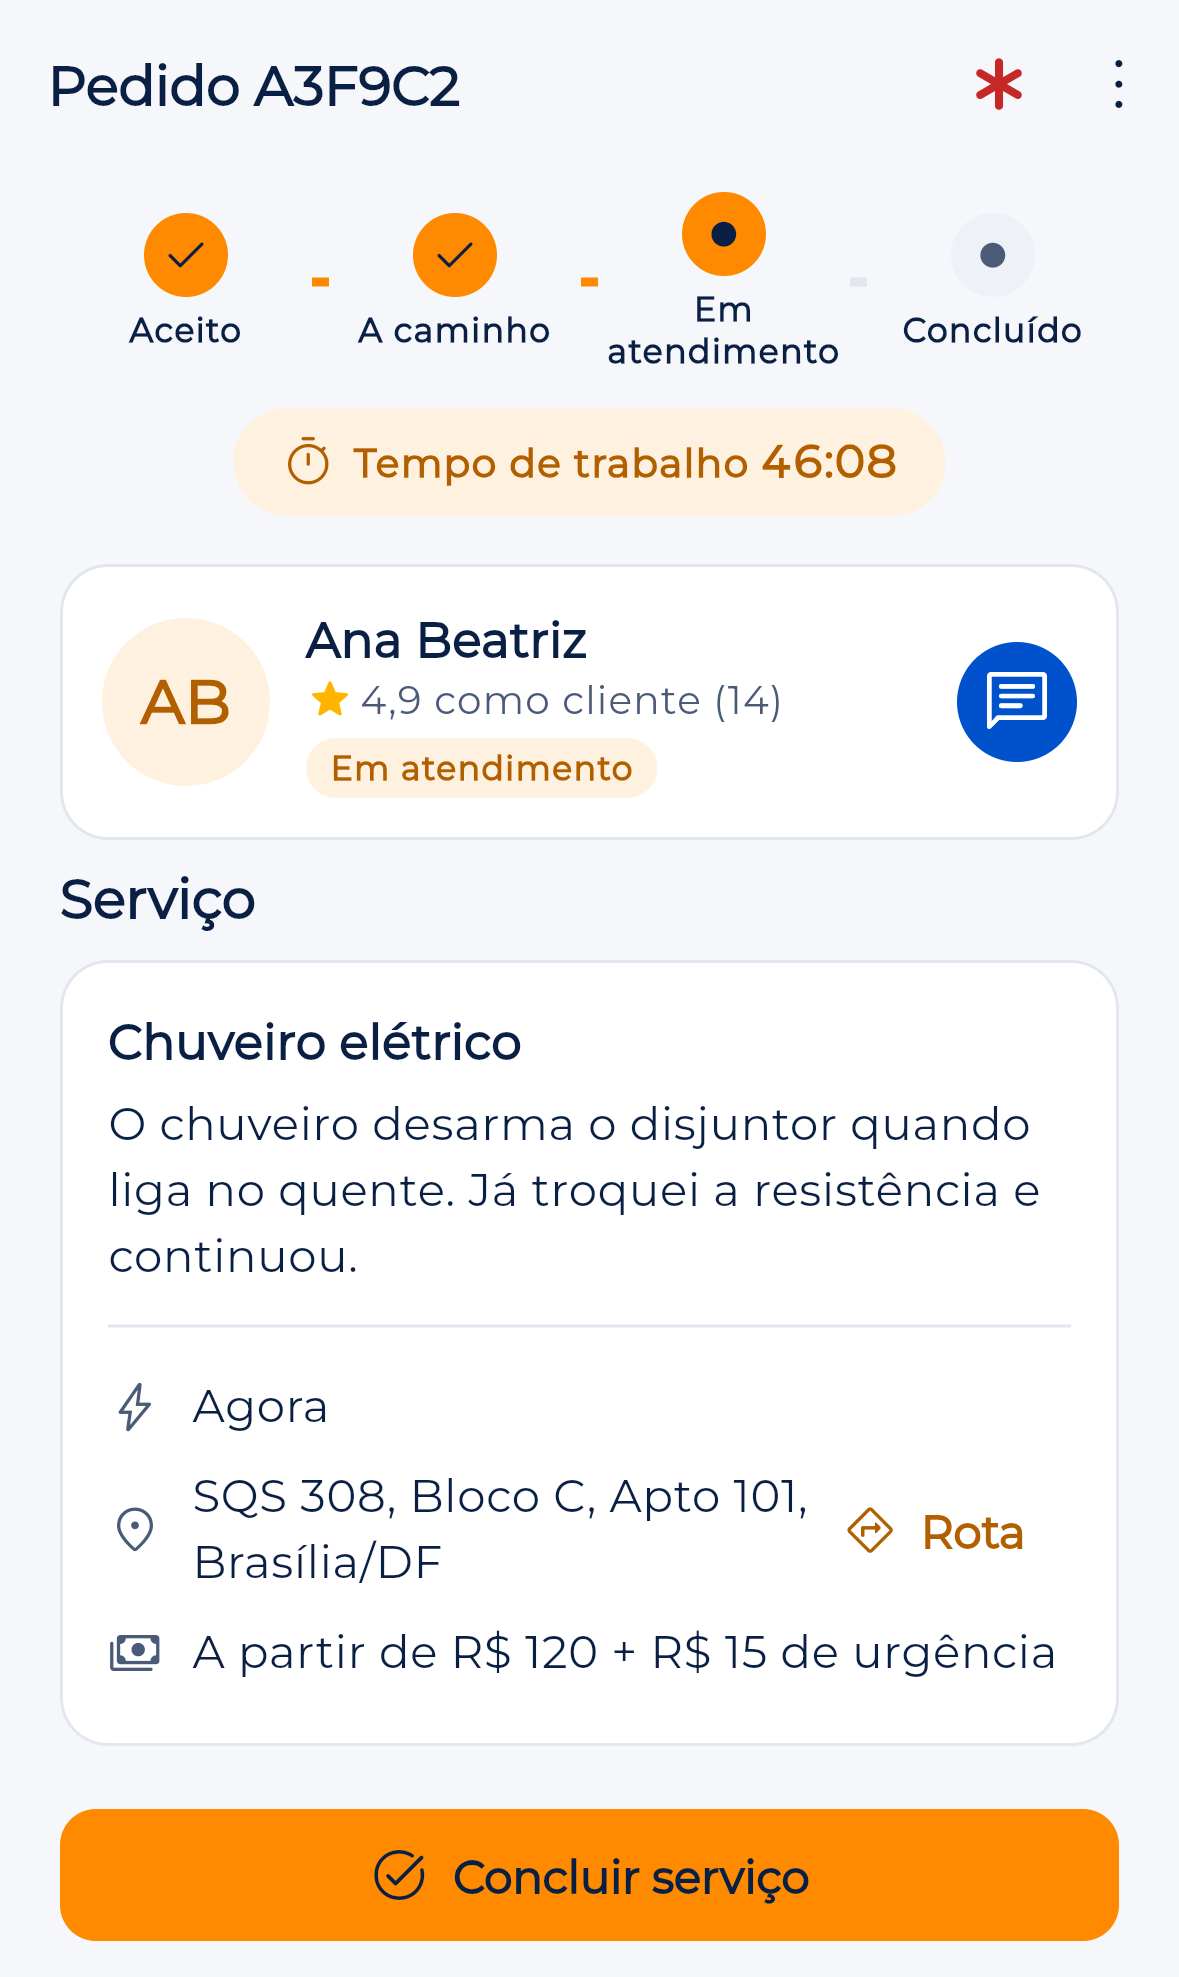 Pedido A3F9C2
Aceito
A caminho
Em
atendimento
Concluído
Tempo de trabalho 46:08
AB
Ana Beatriz
4,9 como cliente (14)
Em atendimento
Serviço
Chuveiro elétrico
O chuveiro desarma o disjuntor quando
liga no quente. Já troquei a resistência e
continuou.
Agora
SQS 308, Bloco C, Apto 101,
Brasília/DF
Rota
A partir de R$ 120 + R$ 15 de urgência
Concluir serviço